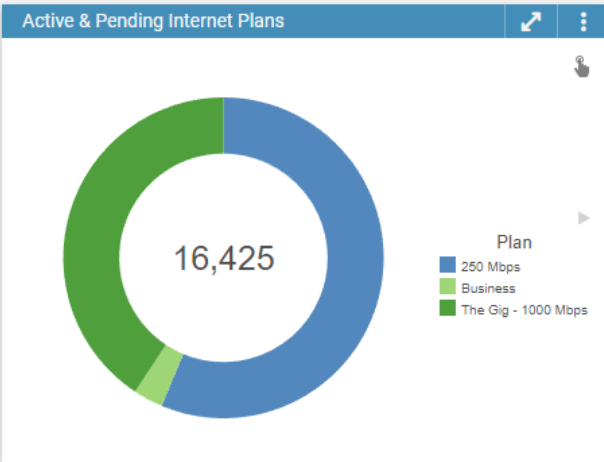 Active & Pending Internet Plans
16,425
Plan
250 Mbps
Business
The Gig - 1000 Mbps